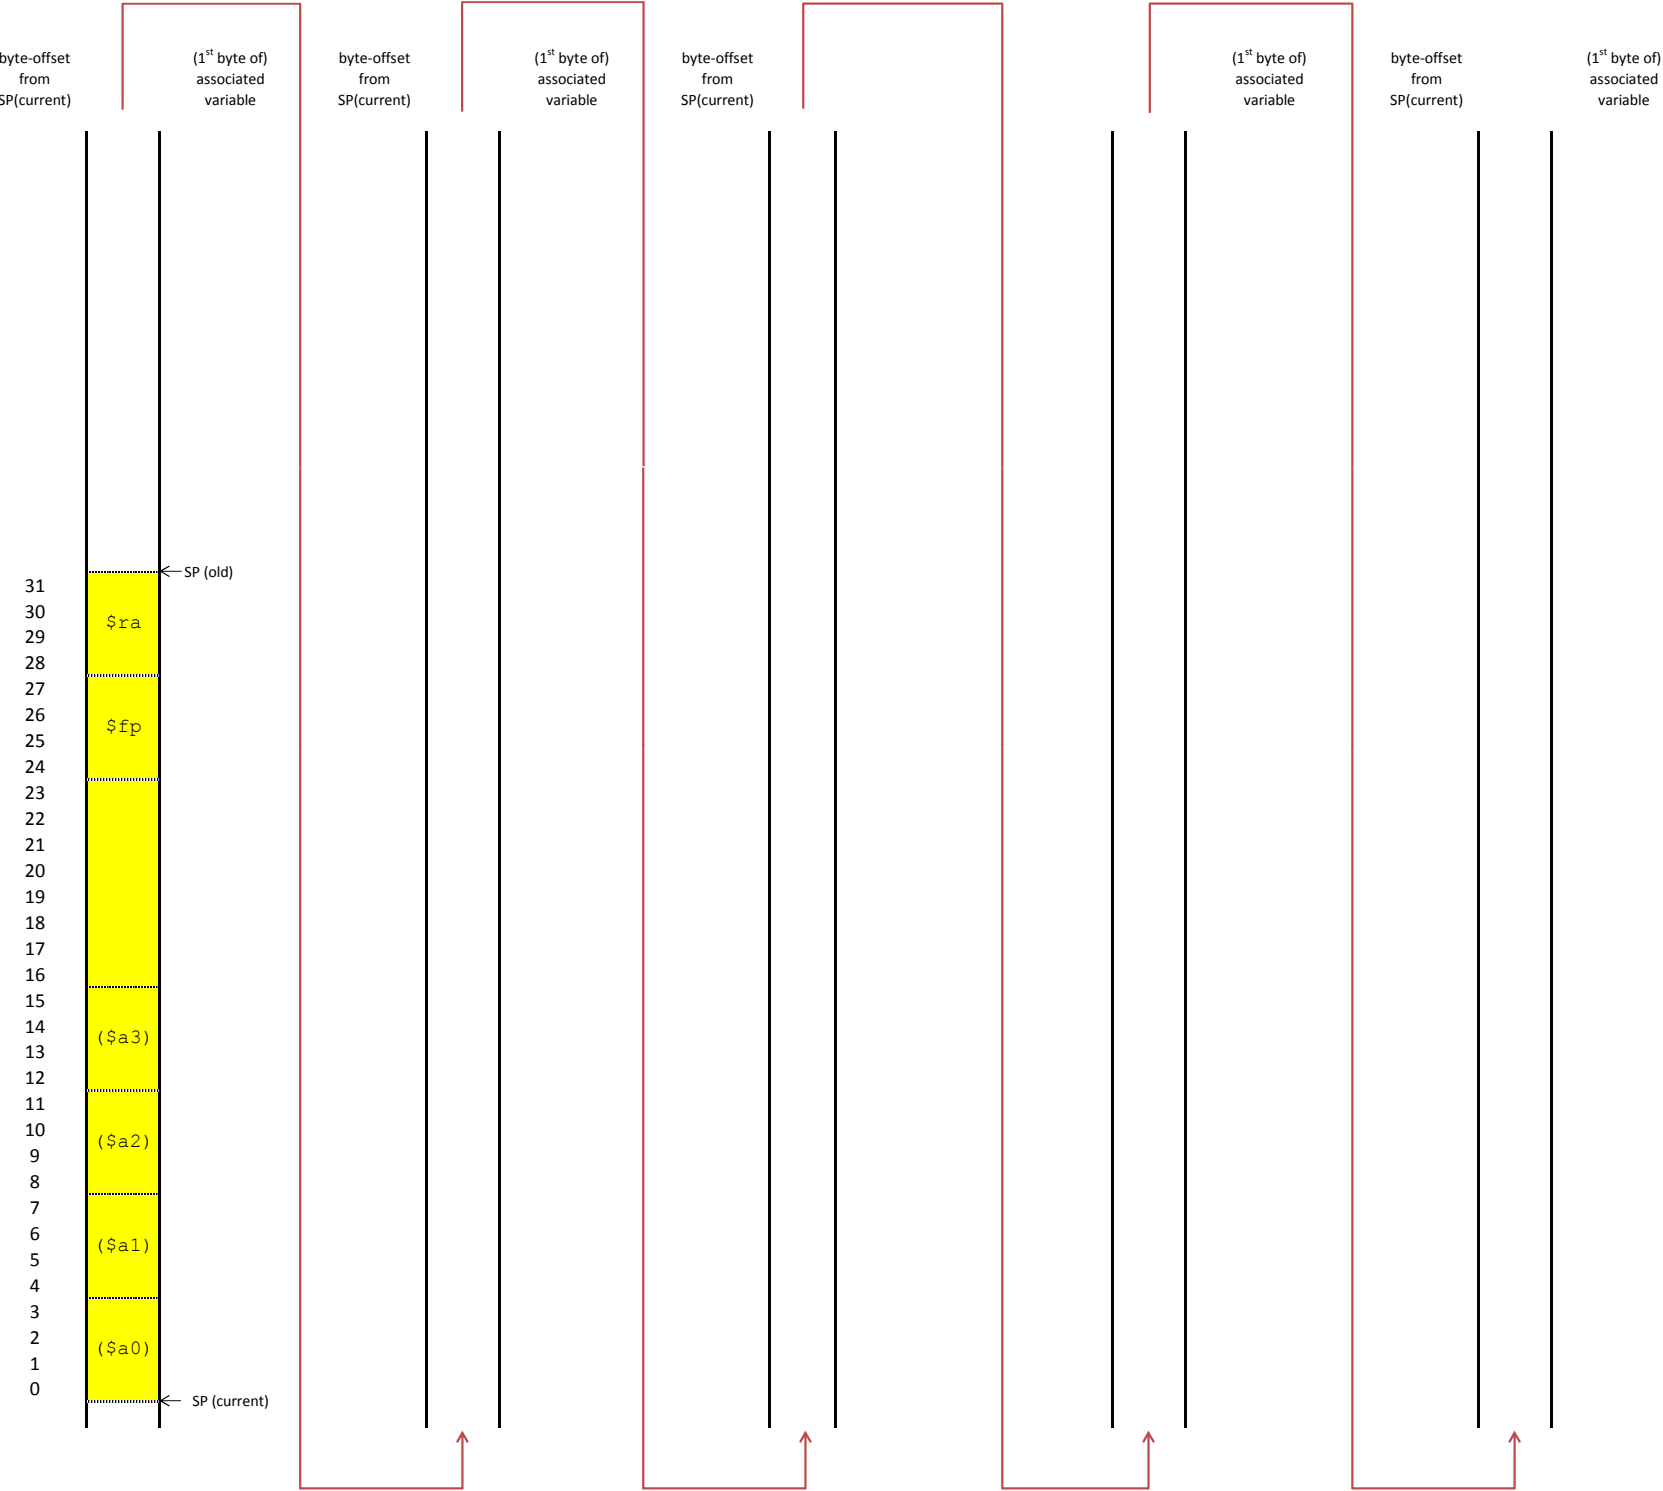 byte-offset
from
SP(current)
(1st byte of)
associated
variable
byte-offset
from
SP(current)
(1st byte of)
associated
variable
byte-offset
from
SP(current)
(1st byte of)
associated
variable
byte-offset
from
SP(current)
(1st byte of)
associated
variable
SP (old)
31
30
$ra
29
28
27
26
$fp
25
24
23
22
21
20
19
18
17
16
15
14
($a3)
13
12
11
10
($a2)
9
8
7
6
($a1)
5
4
3
2
($a0)
1
0
SP (current)